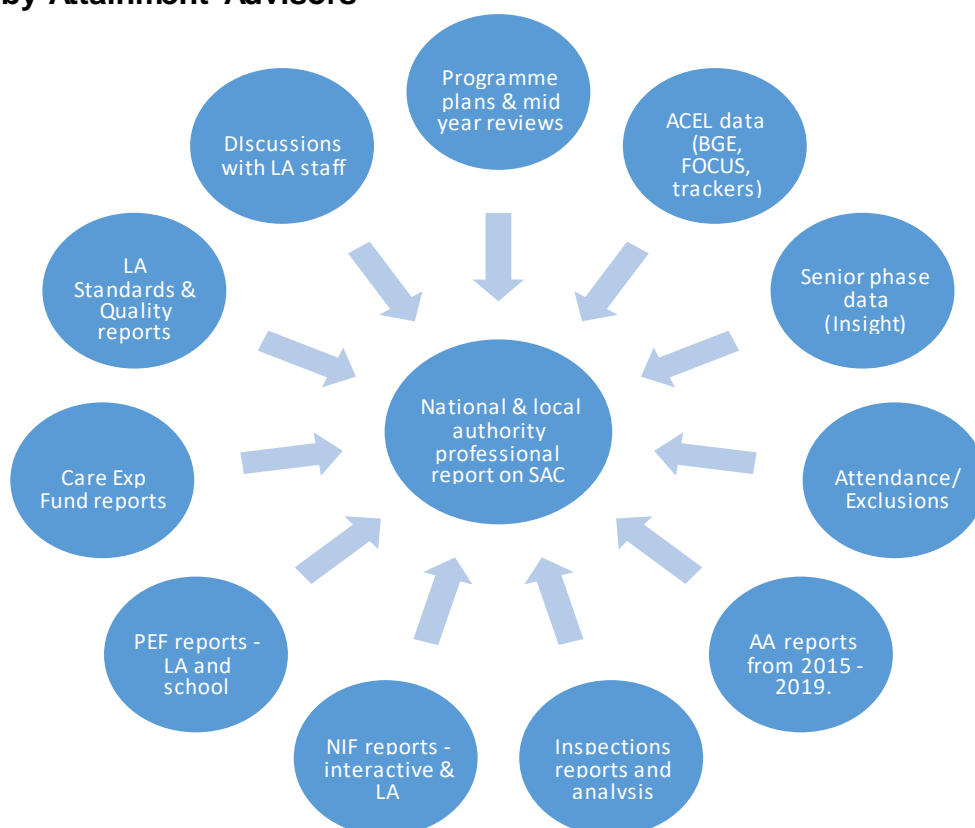 by Attainment Advisors
Programme
plans & mid
year reviews
ACEL data
(BGE,
FOCUS,
trackers)
Senior phase
data
(Insight)
Attendance/
Exclusions
AA reports
from 2015 -
2019.
Inspections
reports and
analysis
NIF reports -
interactive &
LA
PEF reports -
LA and
school
Care Exp
Fund reports
LA
Standards &
Quality
reports
DIscussions
with LA staff
National & local
authority
professional
report on SAC